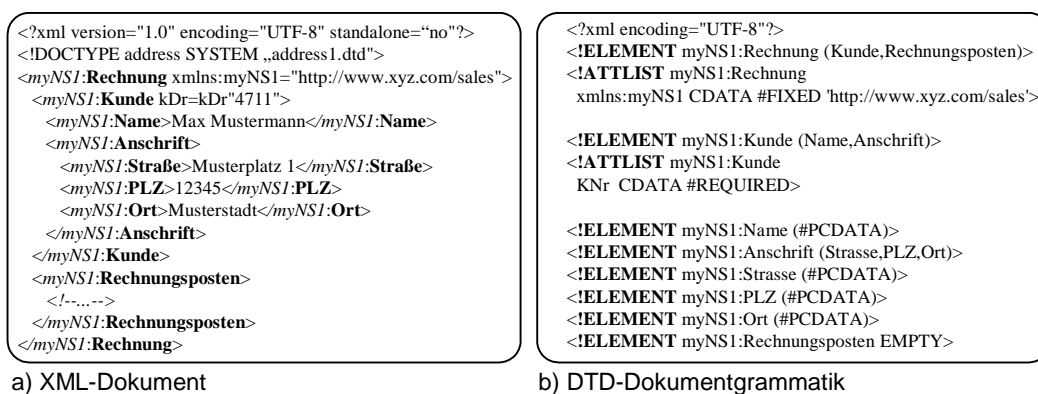 <?xml version="1.0" encoding="UTF-8" standalone=“no"?>
<!DOCTYPE address SYSTEM „address1.dtd">
<myNS1:Rechnung xmlns:myNS1="http://www.xyz.com/sales">
<myNS1:Kunde kDr=kDr"4711">
<myNS1:Name>Max Mustermann</myNS1:Name>
<myNS1:Anschrift>
<myNS1:Straße>Musterplatz 1</myNS1:Straße>
<myNS1:PLZ>12345</myNS1:PLZ>
<myNS1:Ort>Musterstadt</myNS1:Ort>
</myNS1:Anschrift>
</myNS1:Kunde>
<myNS1:Rechnungsposten>
<!--...-->
</myNS1:Rechnungsposten>
</myNS1:Rechnung>
a) XML-Dokument
<?xml encoding="UTF-8"?>
<!ELEMENT myNS1:Rechnung (Kunde,Rechnungsposten)>
<!ATTLIST myNS1:Rechnung
xmlns:myNS1 CDATA #FIXED 'http://www.xyz.com/sales'>
<!ELEMENT myNS1:Kunde (Name,Anschrift)>
<!ATTLIST myNS1:Kunde
KNr CDATA #REQUIRED>
<!ELEMENT myNS1:Name (#PCDATA)>
<!ELEMENT myNS1:Anschrift (Strasse,PLZ,Ort)>
<!ELEMENT myNS1:Strasse (#PCDATA)>
<!ELEMENT myNS1:PLZ (#PCDATA)>
<!ELEMENT myNS1:Ort (#PCDATA)>
<!ELEMENT myNS1:Rechnungsposten EMPTY>
b) DTD-Dokumentgrammatik